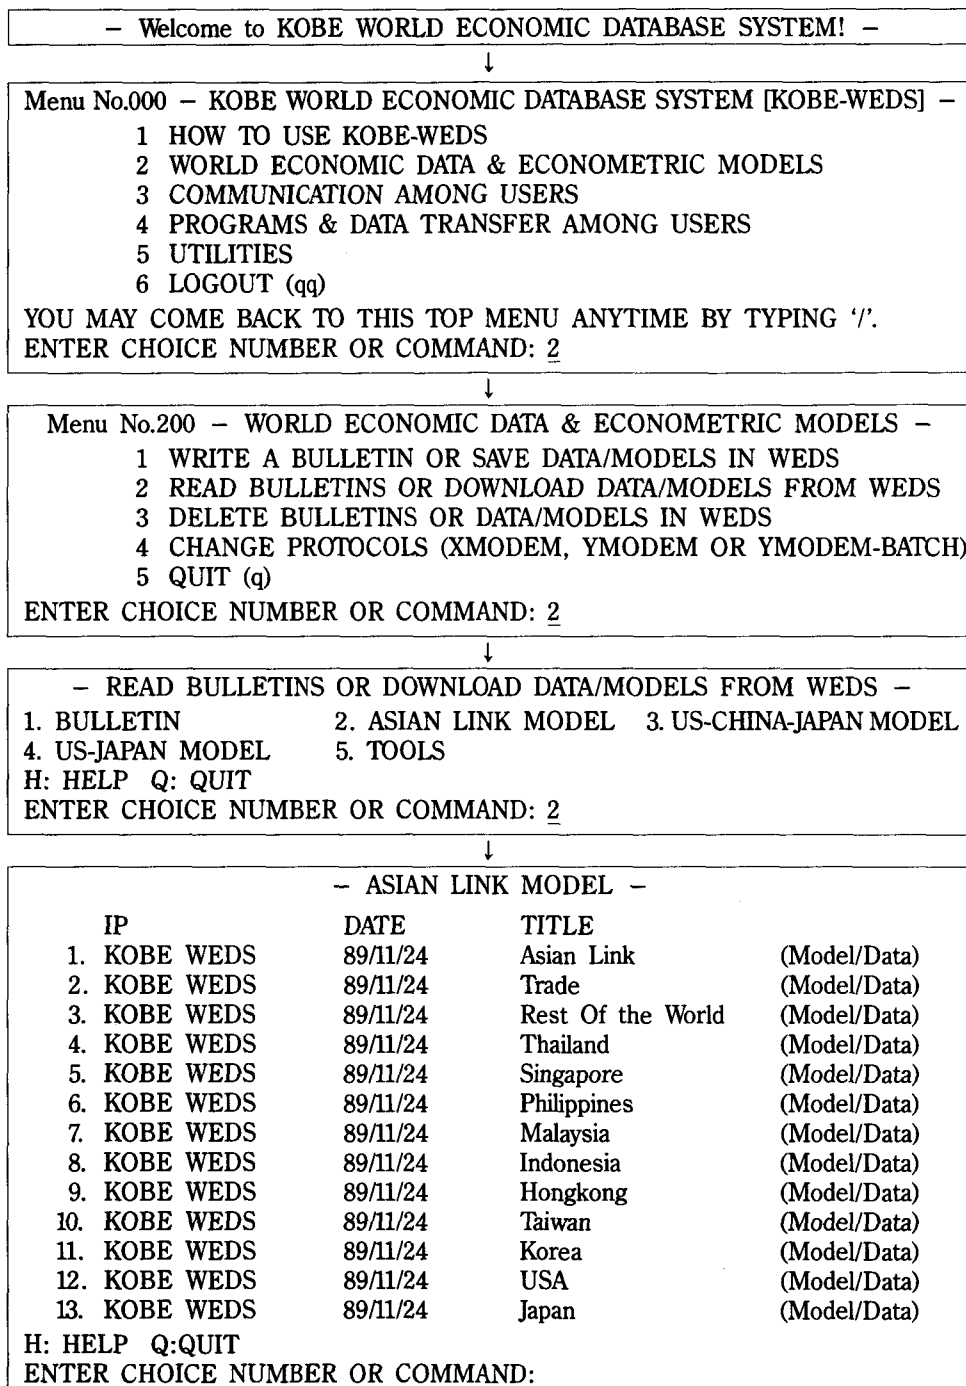 – Welcome to KOBE WORLD ECONOMIC DATABASE SYSTEM! –
↓
Menu No.000 – KOBE WORLD ECONOMIC DATABASE SYSTEM [KOBE-WEDS] –
1 HOW TO USE KOBE-WEDS
2 WORLD ECONOMIC DATA & ECONOMETRIC MODELS
3 COMMUNICATION AMONG USERS
4 PROGRAMS & DATA TRANSFER AMONG USERS
5 UTILITIES
6 LOGOUT (qq)
YOU MAY COME BACK TO THIS TOP MENU ANYTIME BY TYPING ‘/’.
ENTER CHOICE NUMBER OR COMMAND: 2
↓
Menu No.200 – WORLD ECONOMIC DATA & ECONOMETRIC MODELS –
1 WRITE A BULLETIN OR SAVE DATA/MODELS IN WEDS
2 READ BULLETINS OR DOWNLOAD DATA/MODELS FROM WEDS
3 DELETE BULLETINS OR DATA/MODELS IN WEDS
4 CHANGE PROTOCOLS (XMODEM, YMODEM OR YMODEM-BATCH)
5 QUIT (q)
ENTER CHOICE NUMBER OR COMMAND: 2
↓
– READ BULLETINS OR DOWNLOAD DATA/MODELS FROM WEDS –
1. BULLETIN 2. ASIAN LINK MODEL 3. US-CHINA-JAPAN MODEL
4. US-JAPAN MODEL 5. TOOLS
H: HELP Q: QUIT
ENTER CHOICE NUMBER OR COMMAND: 2
↓
– ASIAN LINK MODEL –
IP DATE TITLE
1. KOBE WEDS 89/11/24 Asian Link (Model/Data)
2. KOBE WEDS 89/11/24 Trade (Model/Data)
3. KOBE WEDS 89/11/24 Rest Of the World (Model/Data)
4. KOBE WEDS 89/11/24 Thailand (Model/Data)
5. KOBE WEDS 89/11/24 Singapore (Model/Data)
6. KOBE WEDS 89/11/24 Philippines (Model/Data)
7. KOBE WEDS 89/11/24 Malaysia (Model/Data)
8. KOBE WEDS 89/11/24 Indonesia (Model/Data)
9. KOBE WEDS 89/11/24 Hongkong (Model/Data)
10. KOBE WEDS 89/11/24 Taiwan (Model/Data)
11. KOBE WEDS 89/11/24 Korea (Model/Data)
12. KOBE WEDS 89/11/24 USA (Model/Data)
13. KOBE WEDS 89/11/24 Japan (Model/Data)
H: HELP Q:QUIT
ENTER CHOICE NUMBER OR COMMAND: